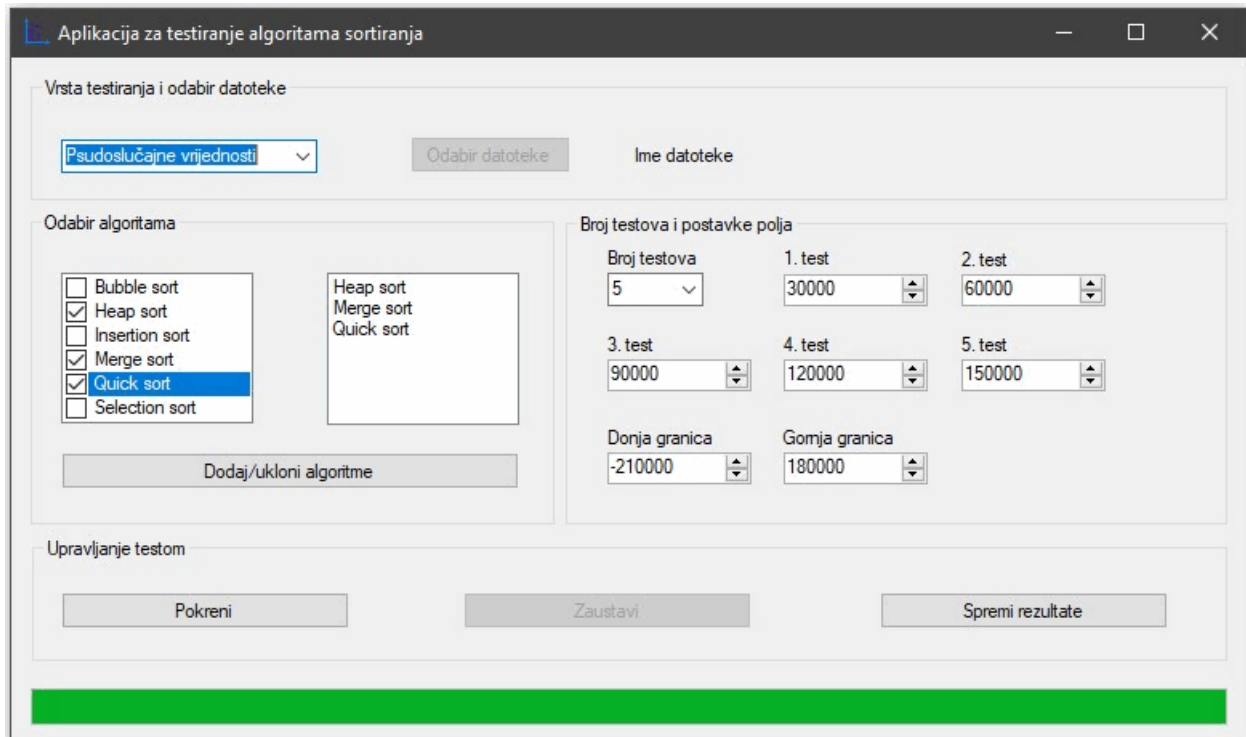 Aplikacija za testiranje algoritama sortiranja
Vrsta testiranja i odabir datoteke
Psudoslučajne vrijednosti
Odabir datoteke
Ime datoteke
Odabir algoritama
Bubble sort
Heap sort
Insertion sort
Merge sort
Quick sort
Selection sort
Heap sort
Merge sort
Quick sort
Dodaj/ukloni algoritme
Broj testova i postavke polja
Broj testova
1. test
2. test
5
30000
60000
3. test
4. test
5. test
90000
120000
150000
Donja granica
Gornja granica
-210000
180000
Upravljanje testom
Pokreni
Zaustavi
Spremi rezultate